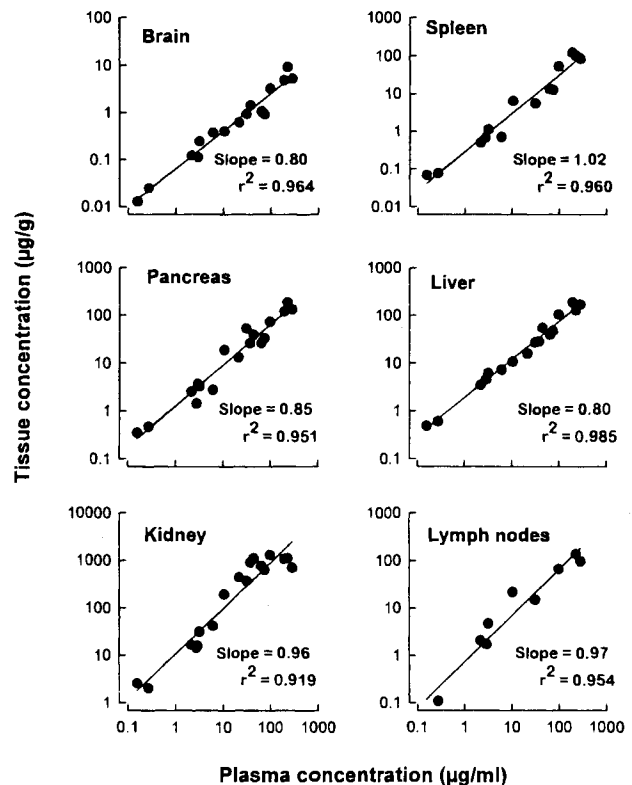 Brain
100
10
1
0.1
0.01
Slope = 0.80
r² = 0.964
Spleen
1000
100
10
1
0.1
0.01
Slope = 1.02
r² = 0.960
Tissue concentration (µg/g)
Pancreas
1000
100
10
1
0.1
Slope = 0.85
r² = 0.951
Liver
1000
100
10
1
0.1
Slope = 0.80
r² = 0.985
Kidney
10000
1000
100
10
1
Slope = 0.96
r² = 0.919
0.1 1 10 100 1000
Lymph nodes
1000
100
10
1
0.1
Slope = 0.97
r² = 0.954
0.1 1 10 100 1000
Plasma concentration (µg/ml)